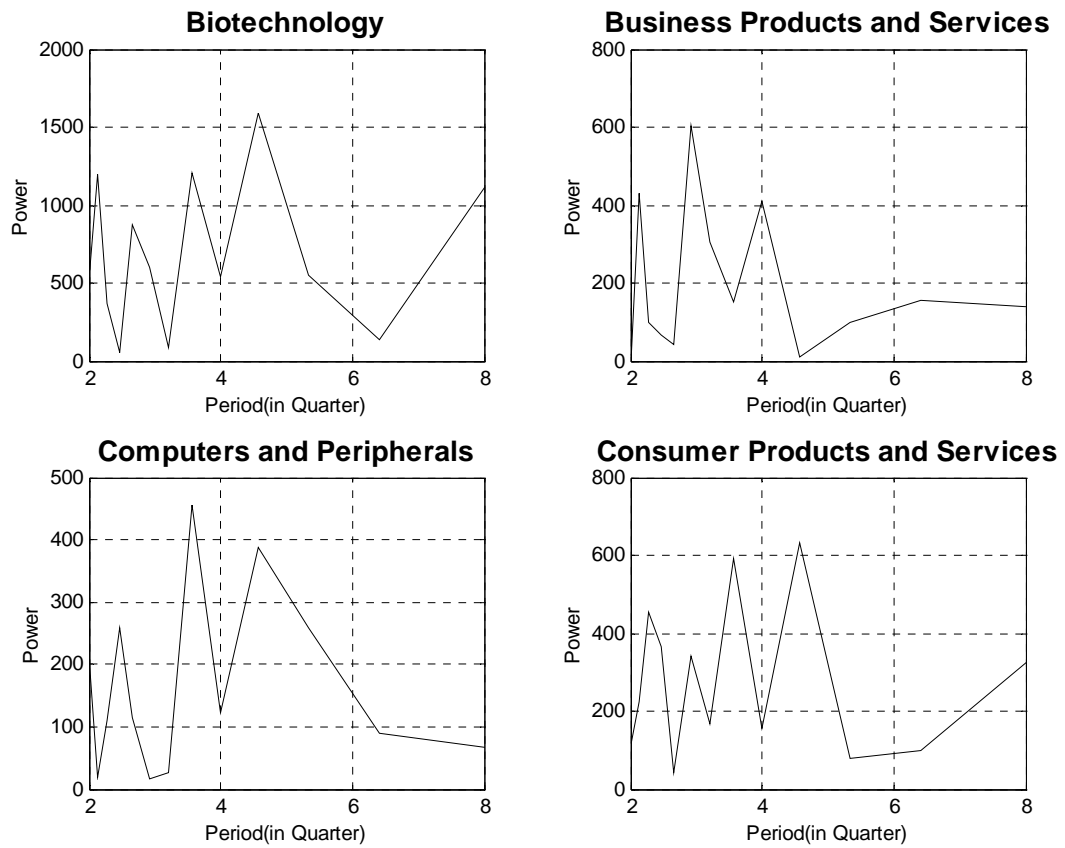 Biotechnology
2000
1500
1000
500
0
Power
2 4 6 8
Period(in Quarter)
Business Products and Services
800
600
400
200
0
Power
2 4 6 8
Period(in Quarter)
Computers and Peripherals
500
400
300
200
100
0
Power
2 4 6 8
Period(in Quarter)
Consumer Products and Services
800
600
400
200
0
Power
2 4 6 8
Period(in Quarter)